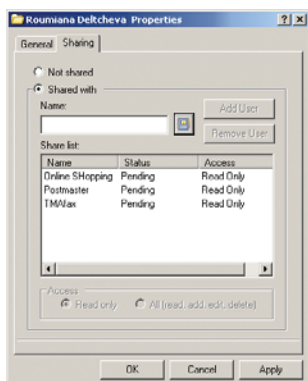 Roumiana Deltcheva Properties
General Sharing
Not shared
Shared with
Name:
Add User
Remove User
Share list:
Name Status Access
Online SHopping Pending Read Only
Postmaster Pending Read Only
TMAfax Pending Read Only
Access
Read only All (read, add, edit, delete)
OK Cancel Apply